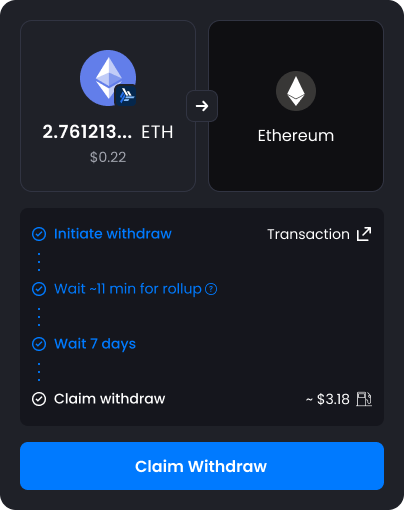 2.761213... ETH
$0.22
Ethereum
Initiate withdraw
Transaction
Wait ~11 min for rollup
Wait 7 days
Claim withdraw
~ $3.18
Claim Withdraw